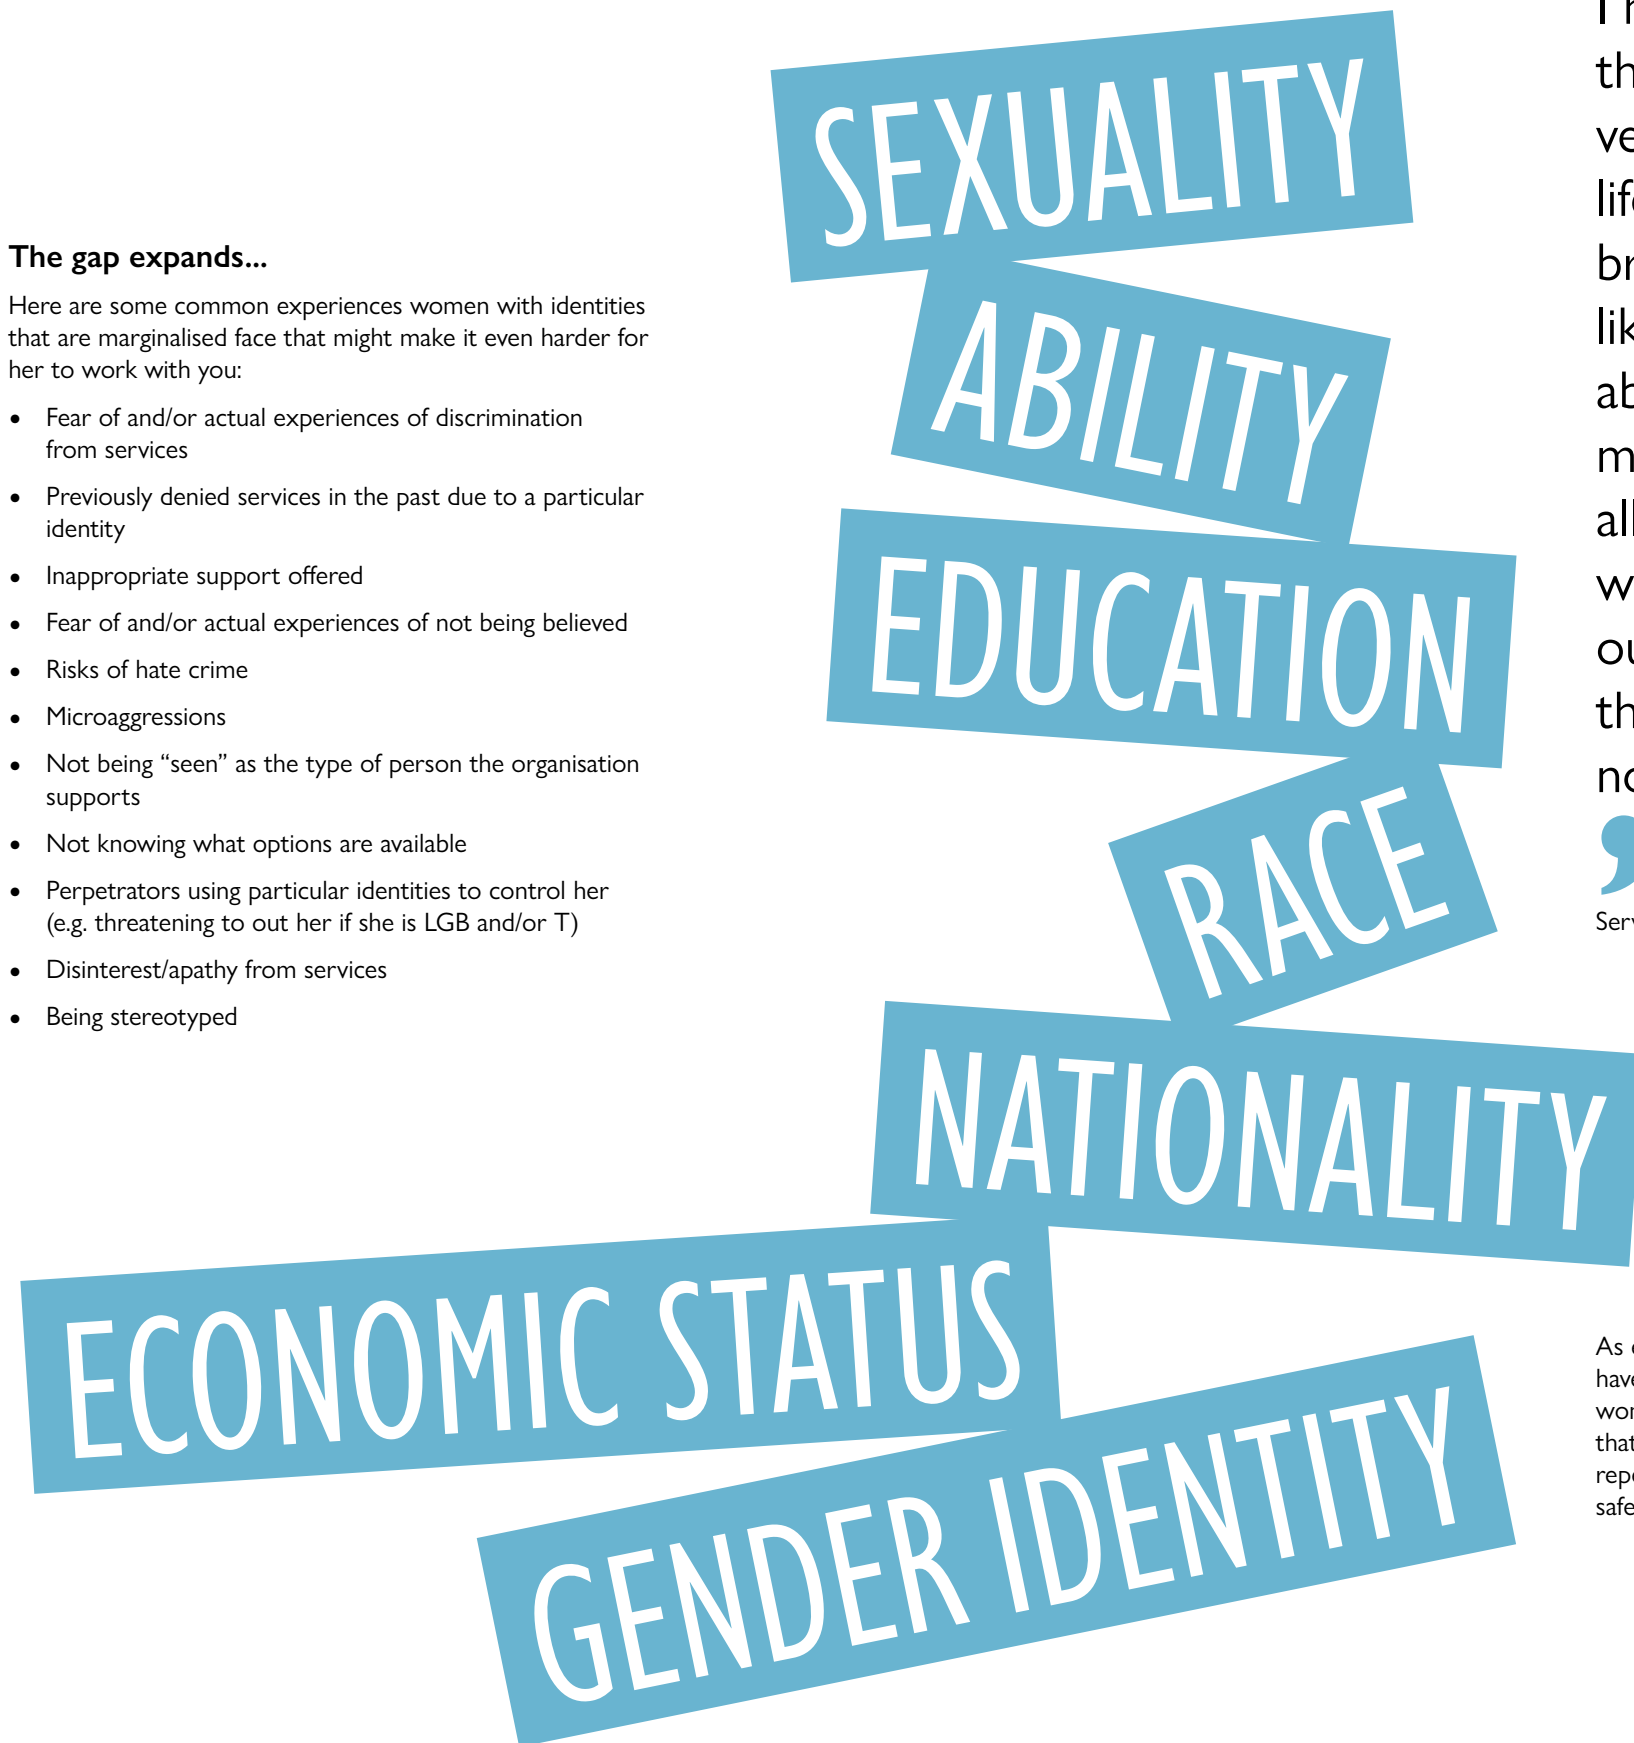 The gap expands...
Here are some common experiences women with identities
that are marginalised face that might make it even harder for
her to work with you:
• Fear of and/or actual experiences of discrimination
from services
• Previously denied services in the past due to a particular
identity
• Inappropriate support offered
• Fear of and/or actual experiences of not being believed
• Risks of hate crime
• Microaggressions
• Not being “seen” as the type of person the organisation
supports
• Not knowing what options are available
• Perpetrators using particular identities to control her
(e.g. threatening to out her if she is LGB and/or T)
• Disinterest/apathy from services
• Being stereotyped
SEXUALITY
ABILITY
EDUCATION
RACE
NATIONALITY
ECONOMIC STATUS
GENDER IDENTITY
As